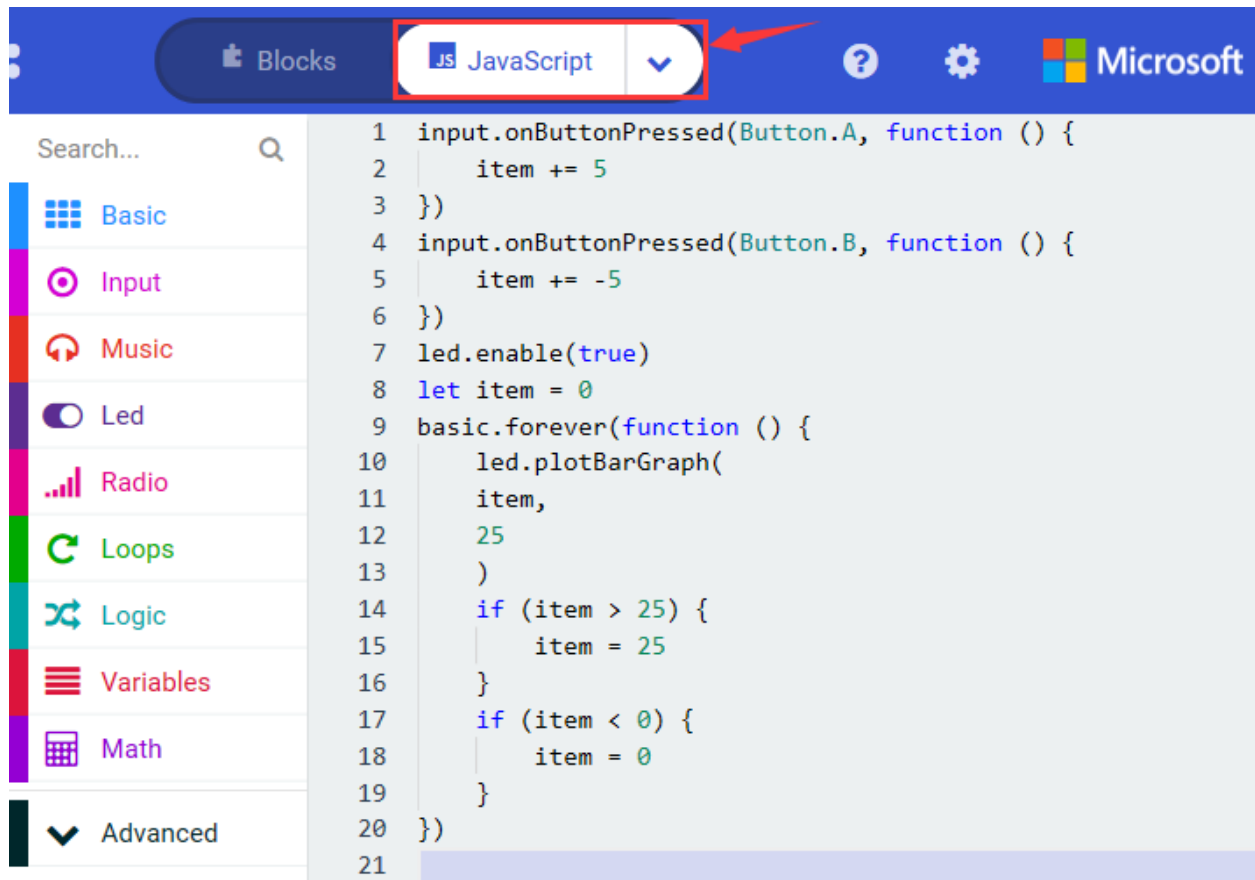 Blocks
JS JavaScript
Microsoft
Search...
Basic
Input
Music
Led
Radio
Loops
Logic
Variables
Math
Advanced
1 input.onButtonPressed(Button.A, function () {
2     item += 5
3 })
4 input.onButtonPressed(Button.B, function () {
5     item += -5
6 })
7 led.enable(true)
8 let item = 0
9 basic.forever(function () {
10     led.plotBarGraph(
11     item,
12     25
13     )
14     if (item > 25) {
15         item = 25
16     }
17     if (item < 0) {
18         item = 0
19     }
20 })
21